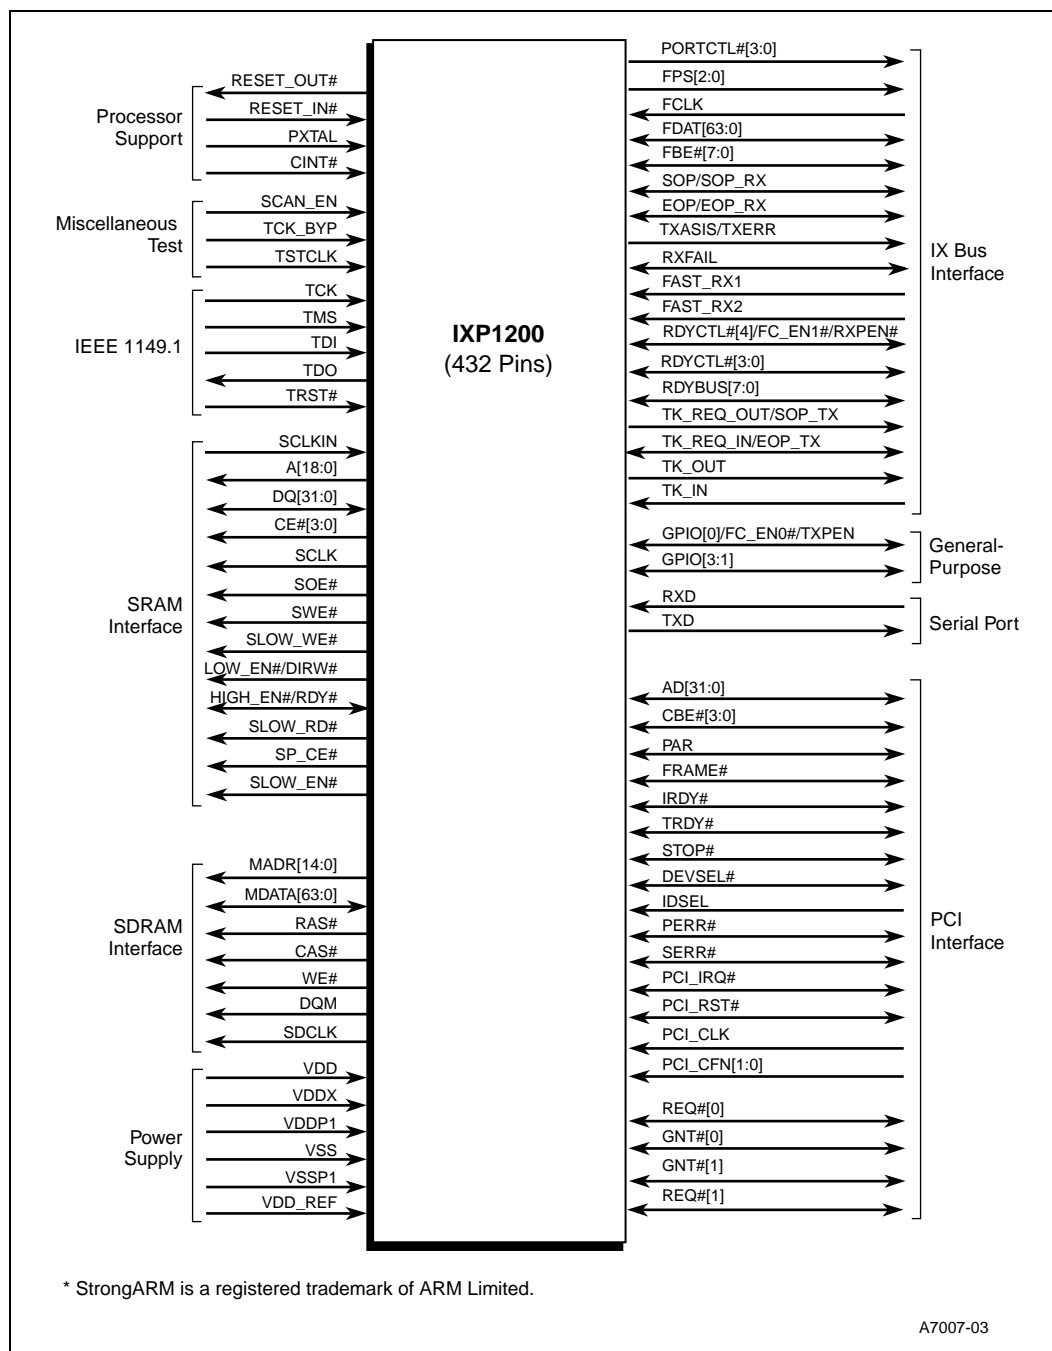 RESET_OUT#
RESET_IN#
PXTAL
CINT#
Processor
Support
SCAN_EN
TCK_BYP
TSTCLK
Miscellaneous
Test
TCK
TMS
TDI
TDO
TRST#
IEEE 1149.1
SCLKIN
A[18:0]
DQ[31:0]
CE#[3:0]
SCLK
SOE#
SWE#
SLOW_WE#
LOW_EN#/DIRW#
HIGH_EN#/RDY#
SLOW_RD#
SP_CE#
SLOW_EN#
SRAM
Interface
MADR[14:0]
MDATA[63:0]
RAS#
CAS#
WE#
DQM
SDCLK
SDRAM
Interface
VDD
VDDX
VDDP1
VSS
VSSP1
VDD_REF
Power
Supply
IXP1200
(432 Pins)
PORTCTL#[3:0]
FPS[2:0]
FCLK
FDAT[63:0]
FBE#[7:0]
SOP/SOP_RX
EOP/EOP_RX
TXASIS/TXERR
RXFAIL
FAST_RX1
FAST_RX2
RDYCTL#[4]/FC_EN1#/RXPEN#
RDYCTL#[3:0]
RDYBUS[7:0]
TK_REQ_OUT/SOP_TX
TK_REQ_IN/EOP_TX
TK_OUT
TK_IN
IX Bus
Interface
GPIO[0]/FC_EN0#/TXPEN
GPIO[3:1]
General-
Purpose
RXD
TXD
Serial Port
AD[31:0]
CBE#[3:0]
PAR
FRAME#
IRDY#
TRDY#
STOP#
DEVSEL#
IDSEL
PERR#
SERR#
PCI_IRQ#
PCI_RST#
PCI_CLK
PCI_CFN[1:0]
REQ#[0]
GNT#[0]
GNT#[1]
REQ#[1]
PCI
Interface
* StrongARM is a registered trademark of ARM Limited.
A7007-03